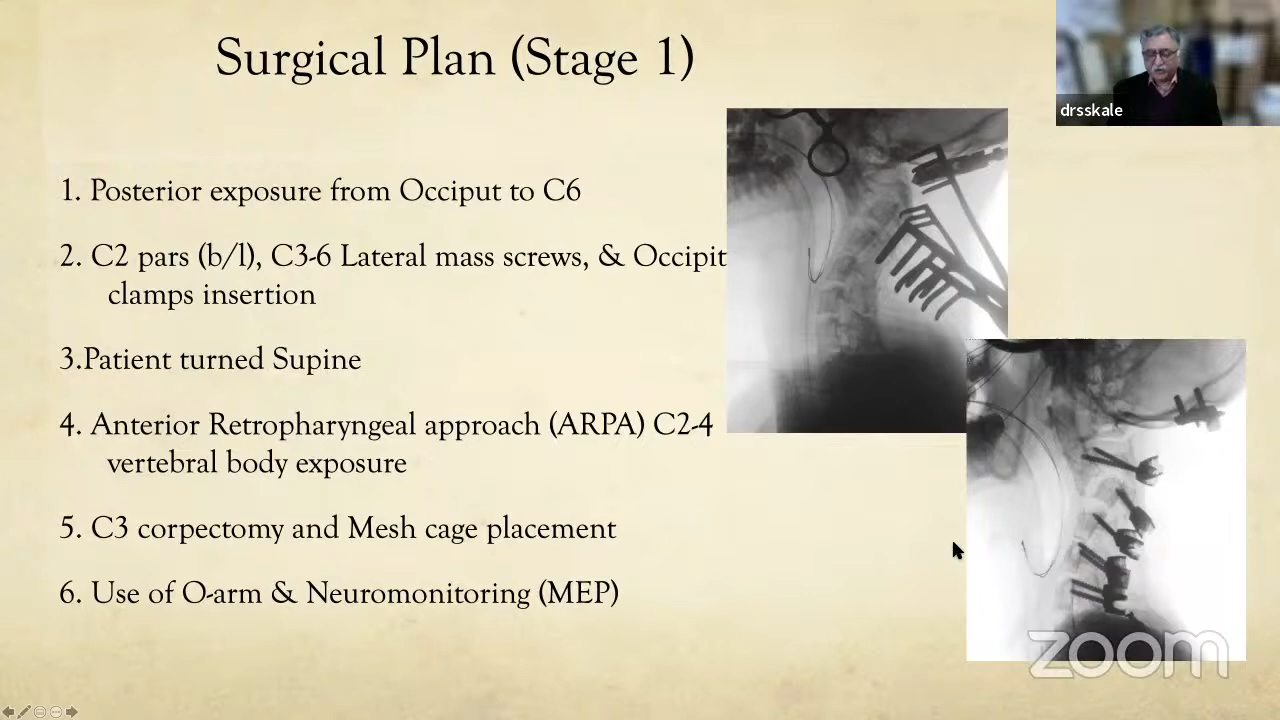 Surgical Plan (Stage 1)
drsskale
1. Posterior exposure from Occiput to C6
2. C2 pars (b/l), C3-6 Lateral mass screws, & Occipit
clamps insertion
3.Patient turned Supine
4. Anterior Retropharyngeal approach (ARPA) C2-4
vertebral body exposure
5. C3 corpectomy and Mesh cage placement
6. Use of O-arm & Neuromonitoring (MEP)
zoom